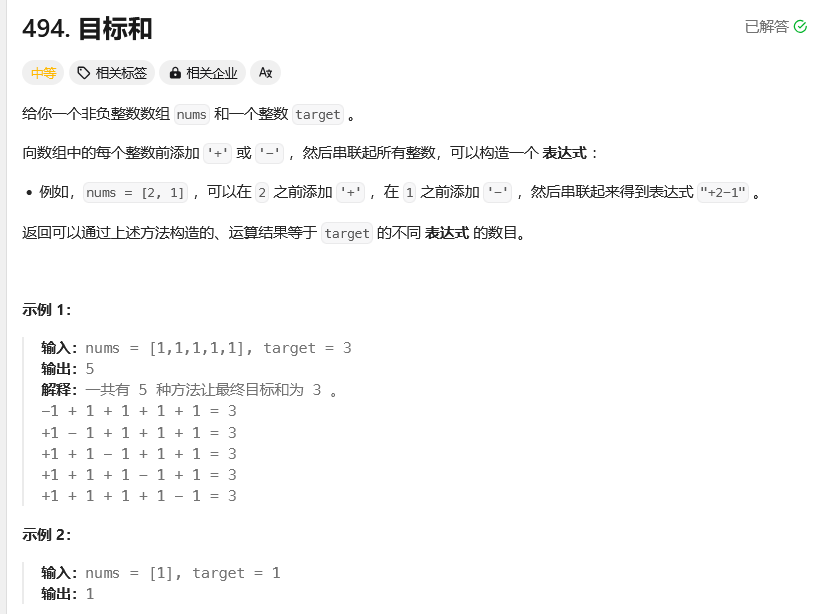 494. 目标和
已解答
中等 相关标签 相关企业 Aג
给你一个非负整数数组 nums 和一个整数 target 。
向数组中的每个整数前添加 '+' 或 '-' ，然后串联起所有整数，可以构造一个 表达式 ：
• 例如，nums = [2, 1] ，可以在 2 之前添加 '+' ，在 1 之前添加 '-' ，然后串联起来得到表达式 "+2-1" 。
返回可以通过上述方法构造的、运算结果等于 target 的不同 表达式 的数目。
示例 1：
输入：nums = [1,1,1,1,1], target = 3
输出：5
解释：一共有 5 种方法让最终目标和为 3 。
-1 + 1 + 1 + 1 + 1 = 3
+1 - 1 + 1 + 1 + 1 = 3
+1 + 1 - 1 + 1 + 1 = 3
+1 + 1 + 1 - 1 + 1 = 3
+1 + 1 + 1 + 1 - 1 = 3
示例 2：
输入：nums = [1], target = 1
输出：1